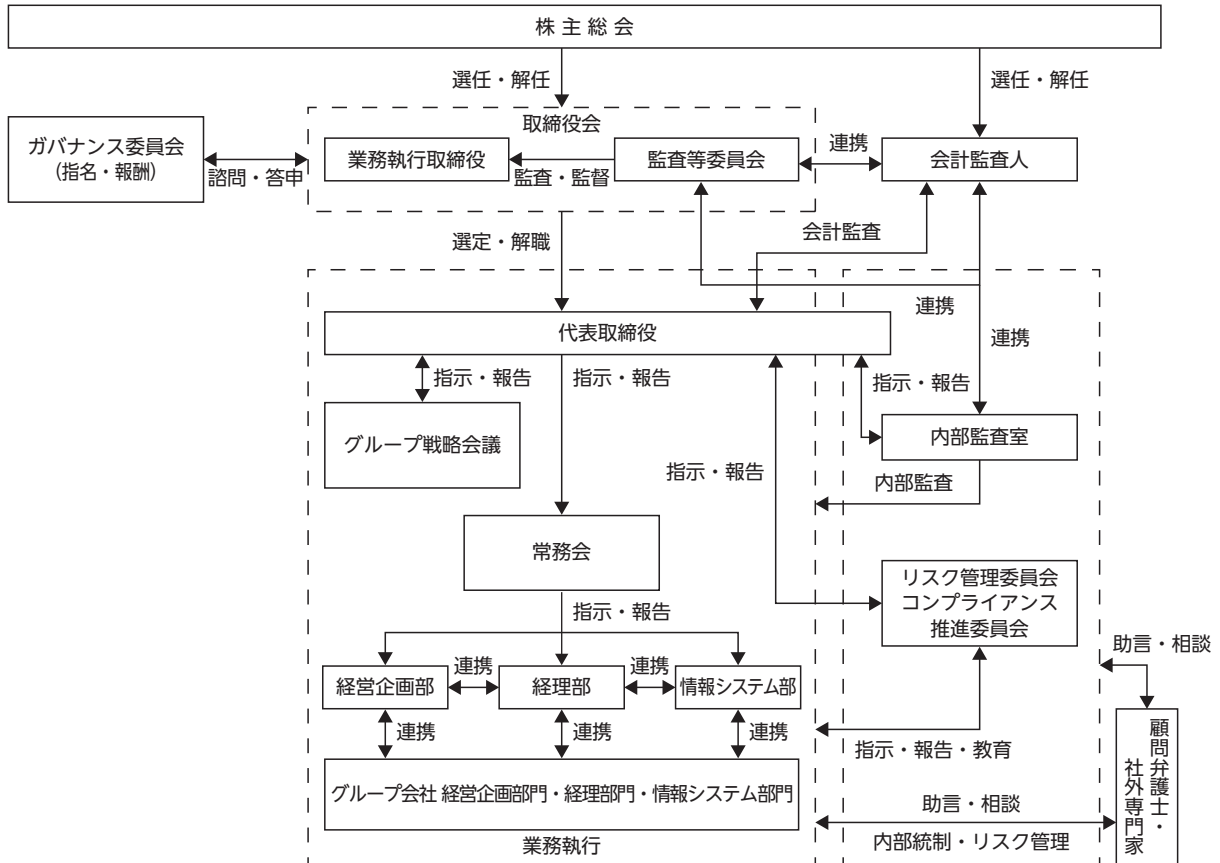 株主総会
選任・解任
選任・解任
取締役会
ガバナンス委員会
(指名・報酬)
諮問・答申
業務執行取締役
監査・監督
監査等委員会
連携
会計監査人
選定・解職
会計監査
連携
連携
代表取締役
指示・報告
指示・報告
指示・報告
グループ戦略会議
内部監査室
指示・報告
内部監査
常務会
リスク管理委員会
コンプライアンス
推進委員会
指示・報告
助言・相談
経営企画部
連携
経理部
連携
情報システム部
連携
連携
連携
指示・報告・教育
グループ会社 経営企画部門・経理部門・情報システム部門
助言・相談
顧問弁護士・
社外専門家
業務執行
内部統制・リスク管理